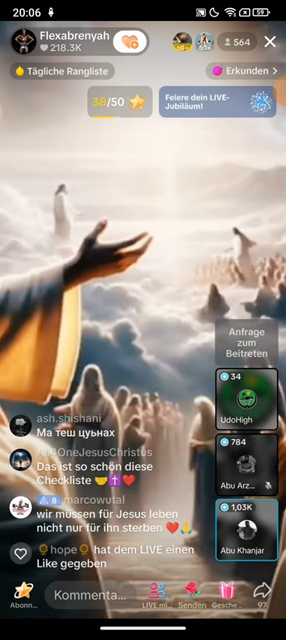 20:06
59
Flexabrenyah
218.3K
564
Tägliche Rangliste
Erkunden >
38/50
Feiere dein LIVE-
Jubiläum!
Anfrage
zum
Beitreten
34
UdoHigh
784
Abu Arz...
1,03K
Abu Khanjar
ash.shishani
Ма теш цуьнах
OneJesusChristus
Das ist so schön diese
Checkliste 🤝✝️❤️
8 marcowutal
wir müssen für Jesus leben
nicht nur für ihn sterben ❤️🙏
🌻hope🌻 hat dem LIVE einen
Like gegeben
Abonn...
Kommenta...
LIVE mi...
Senden
Gesche...
97